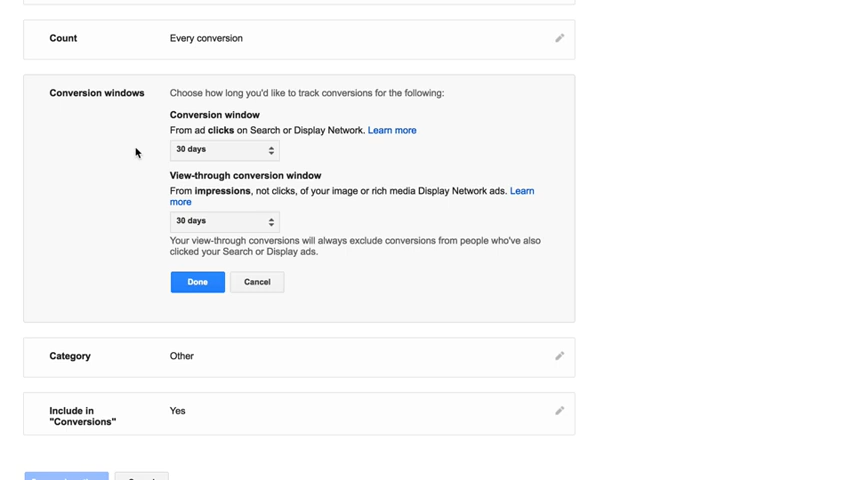 Count
Every conversion
Conversion windows
Choose how long you'd like to track conversions for the following:
Conversion window
From ad clicks on Search or Display Network. Learn more
30 days
View-through conversion window
From impressions, not clicks, of your image or rich media Display Network ads. Learn
more
30 days
Your view-through conversions will always exclude conversions from people who've also
clicked your Search or Display ads.
Done
Cancel
Category
Other
Include in
"Conversions"
Yes